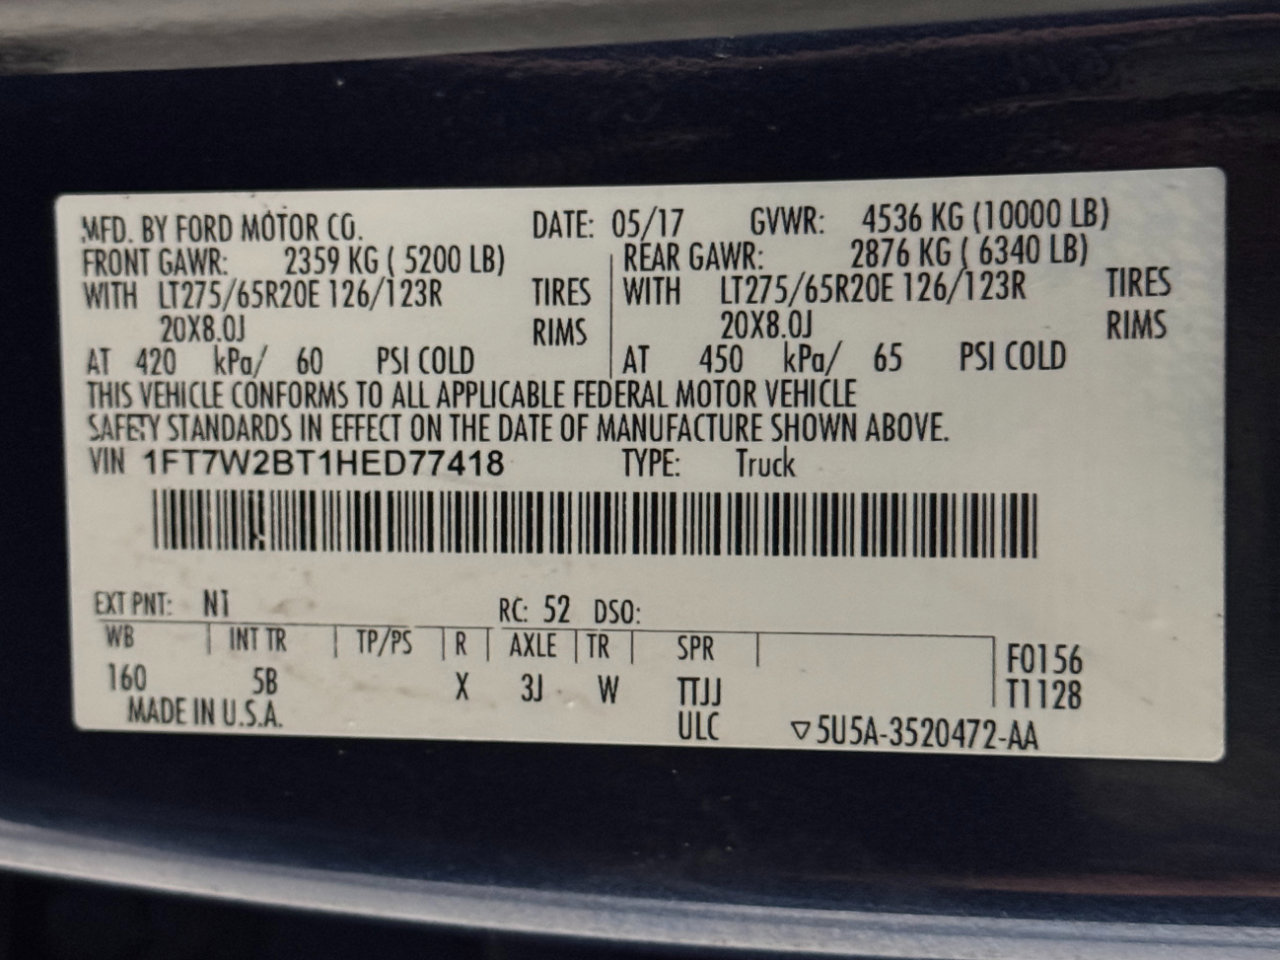 MFD. BY FORD MOTOR CO. DATE: 05/17 GVWR: 4536 KG (10000 LB)
FRONT GAWR: 2359 KG ( 5200 LB) REAR GAWR: 2876 KG ( 6340 LB)
WITH LT275/65R20E 126/123R TIRES WITH LT275/65R20E 126/123R TIRES
20X8.0J RIMS 20X8.0J RIMS
AT 420 kPa/ 60 PSI COLD AT 450 kPa/ 65 PSI COLD
THIS VEHICLE CONFORMS TO ALL APPLICABLE FEDERAL MOTOR VEHICLE
SAFETY STANDARDS IN EFFECT ON THE DATE OF MANUFACTURE SHOWN ABOVE.
VIN 1FT7W2BT1HED77418 TYPE: Truck
EXT PNT: N1 RC: 52 DSO:
WB INT TR TP/PS R AXLE TR SPR F0156
160 5B X 3J W TTJJ T1128
MADE IN U.S.A. ULC ▽5U5A-3520472-AA